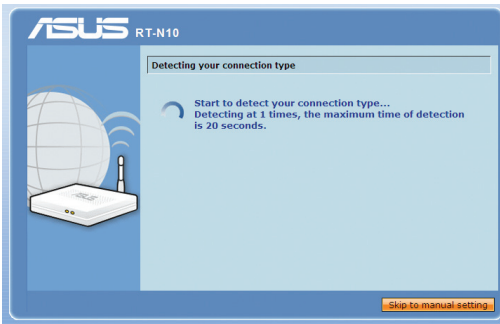 ASUS RT-N10
Detecting your connection type
Start to detect your connection type...
Detecting at 1 times, the maximum time of detection
is 20 seconds.
ASUS
Skip to manual setting